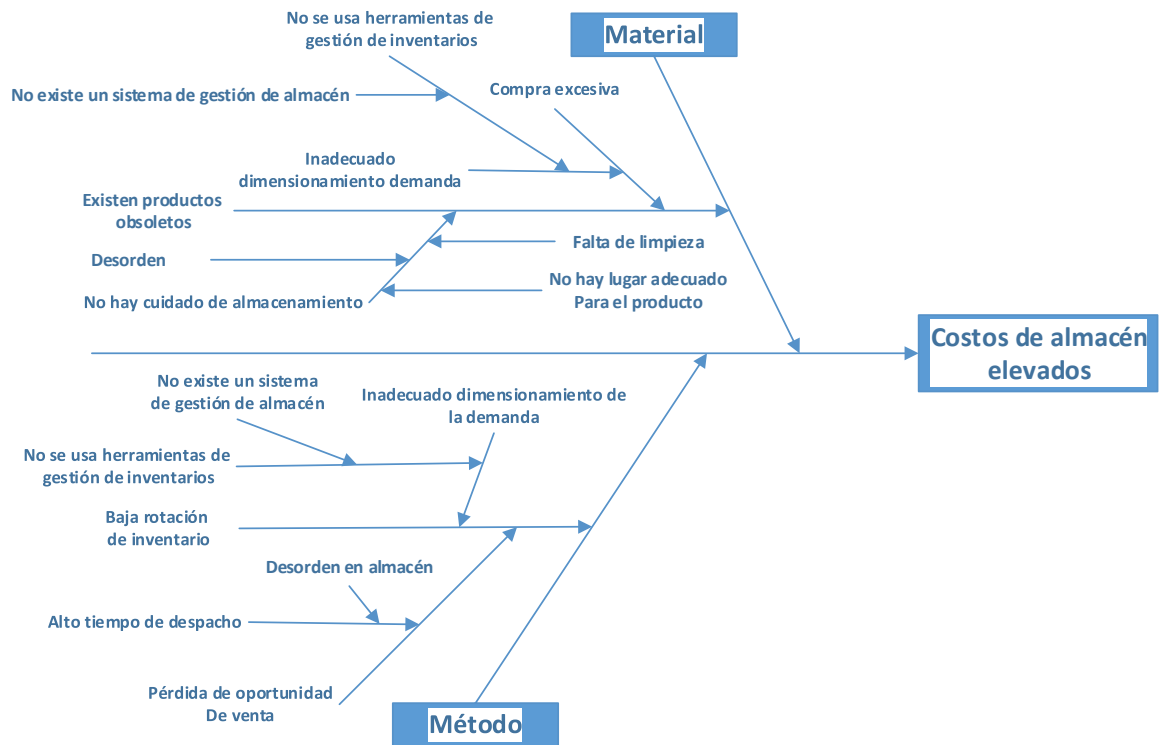 No se usa herramientas de
gestión de inventarios
Material
No existe un sistema de gestión de almacén
Compra excesiva
Inadecuado
dimensionamiento demanda
Existen productos
obsoletos
Falta de limpieza
Desorden
No hay lugar adecuado
Para el producto
No hay cuidado de almacenamiento
Costos de almacén
elevados
No existe un sistema
de gestión de almacén
Inadecuado dimensionamiento de
la demanda
No se usa herramientas de
gestión de inventarios
Baja rotación
de inventario
Desorden en almacén
Alto tiempo de despacho
Pérdida de oportunidad
De venta
Método